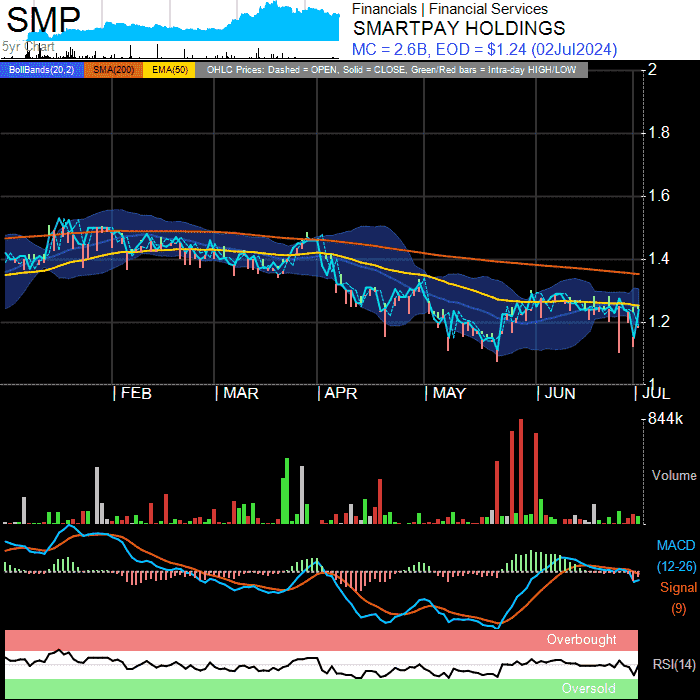 SMP
Financials | Financial Services
SMARTPAY HOLDINGS
MC = 2.6B, EOD = $1.24 (02Jul2024)
5yr Chart
BollBands(20,2) SMA(200) EMA(50) OHLC Prices: Dashed = OPEN, Solid = CLOSE, Green/Red bars = Intra-day HIGH/LOW
2
1.8
1.6
1.4
1.2
1
FEB MAR APR MAY JUN JUL
844k
Volume
MACD
(12-26)
Signal
(9)
Overbought
RSI(14)
Oversold